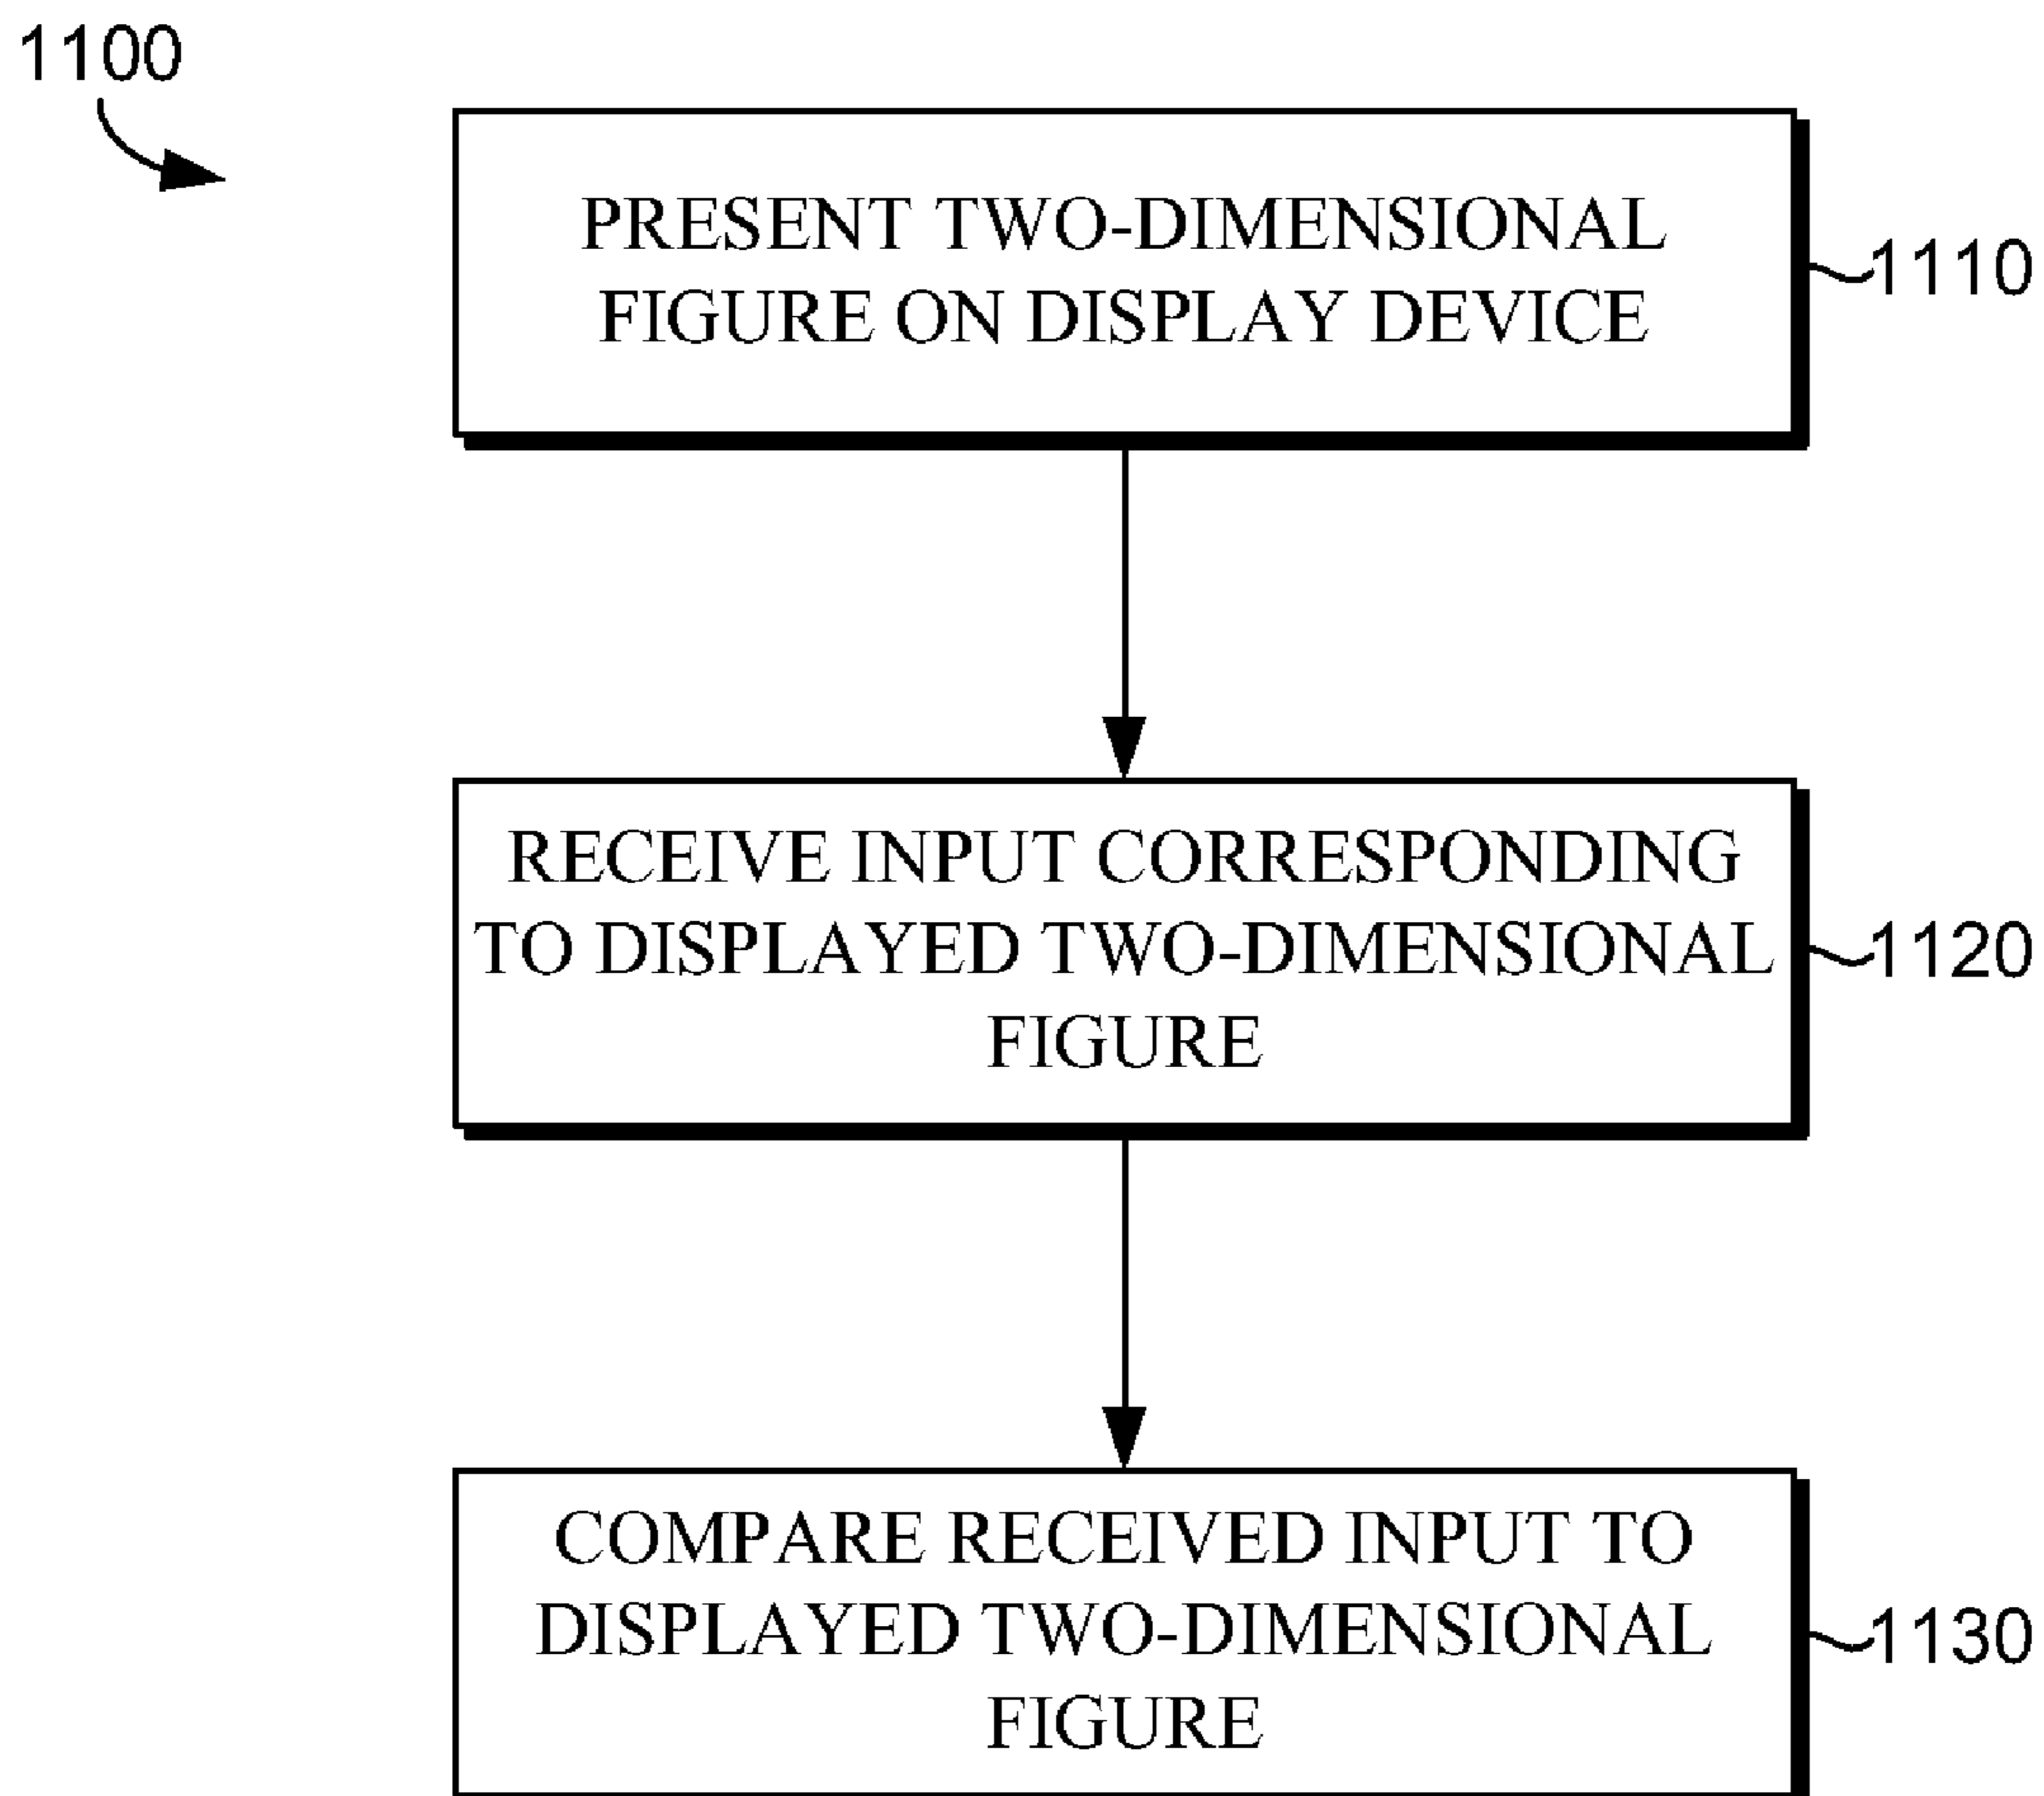 1100
PRESENT TWO-DIMENSIONAL
FIGURE ON DISPLAY DEVICE
1110
RECEIVE INPUT CORRESPONDING
TO DISPLAYED TWO-DIMENSIONAL
FIGURE
1120
COMPARE RECEIVED INPUT TO
DISPLAYED TWO-DIMENSIONAL
FIGURE
1130